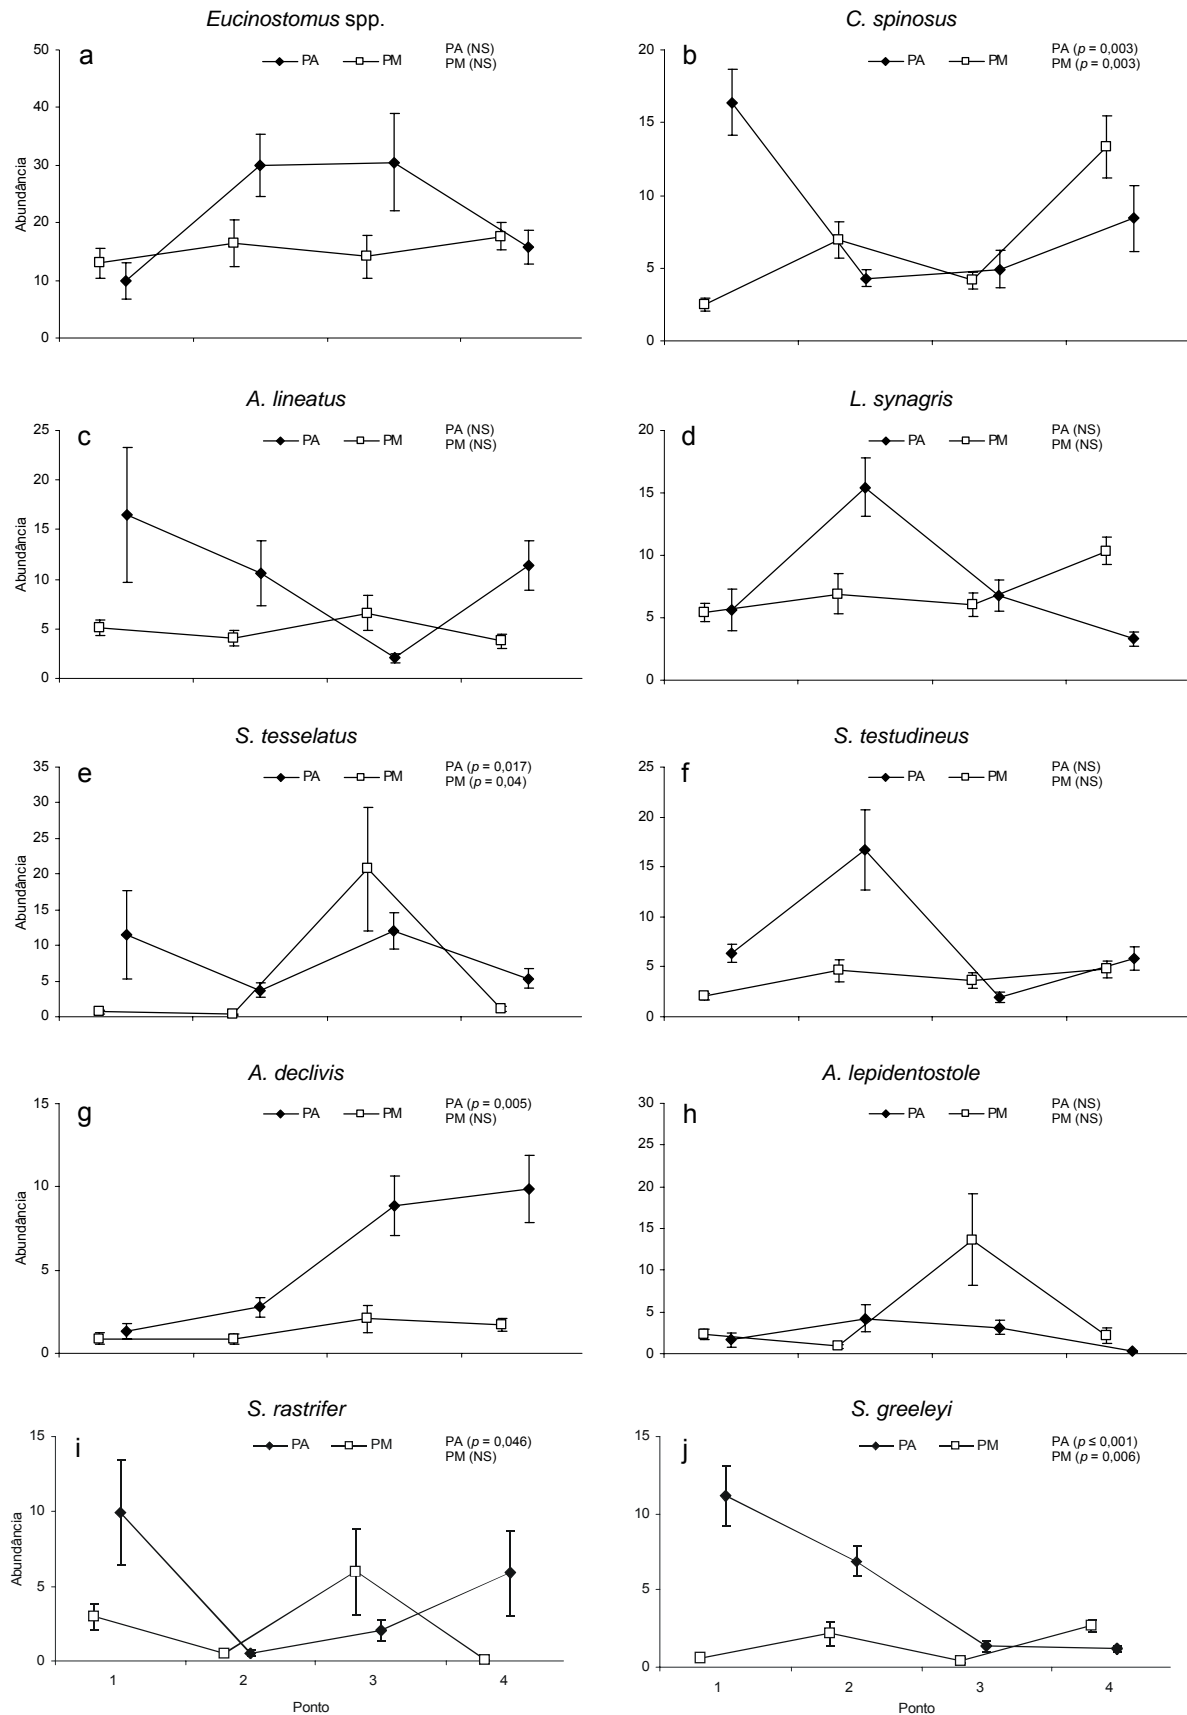 Eucinostomus spp.
a
PA PM
PA (NS)
PM (NS)
50
40
30
20
10
0
Abundância
C. spinosus
b
PA PM
PA (p = 0,003)
PM (p = 0,003)
20
15
10
5
0
A. lineatus
c
PA PM
PA (NS)
PM (NS)
25
20
15
10
5
0
Abundância
L. synagris
d
PA PM
PA (NS)
PM (NS)
20
15
10
5
0
S. tesselatus
e
PA PM
PA (p = 0,017)
PM (p = 0,04)
35
30
25
20
15
10
5
0
Abundância
S. testudineus
f
PA PM
PA (NS)
PM (NS)
25
20
15
10
5
0
A. declivis
g
PA PM
PA (p = 0,005)
PM (NS)
15
10
5
0
Abundância
A. lepidentostole
h
PA PM
PA (NS)
PM (NS)
30
25
20
15
10
5
0
S. rastrifer
i
PA PM
PA (p = 0,046)
PM (NS)
15
10
5
0
Abundância
1 2 3 4
Ponto
S. greeleyi
j
PA PM
PA (p ≤ 0,001)
PM (p = 0,006)
15
10
5
0
1 2 3 4
Ponto